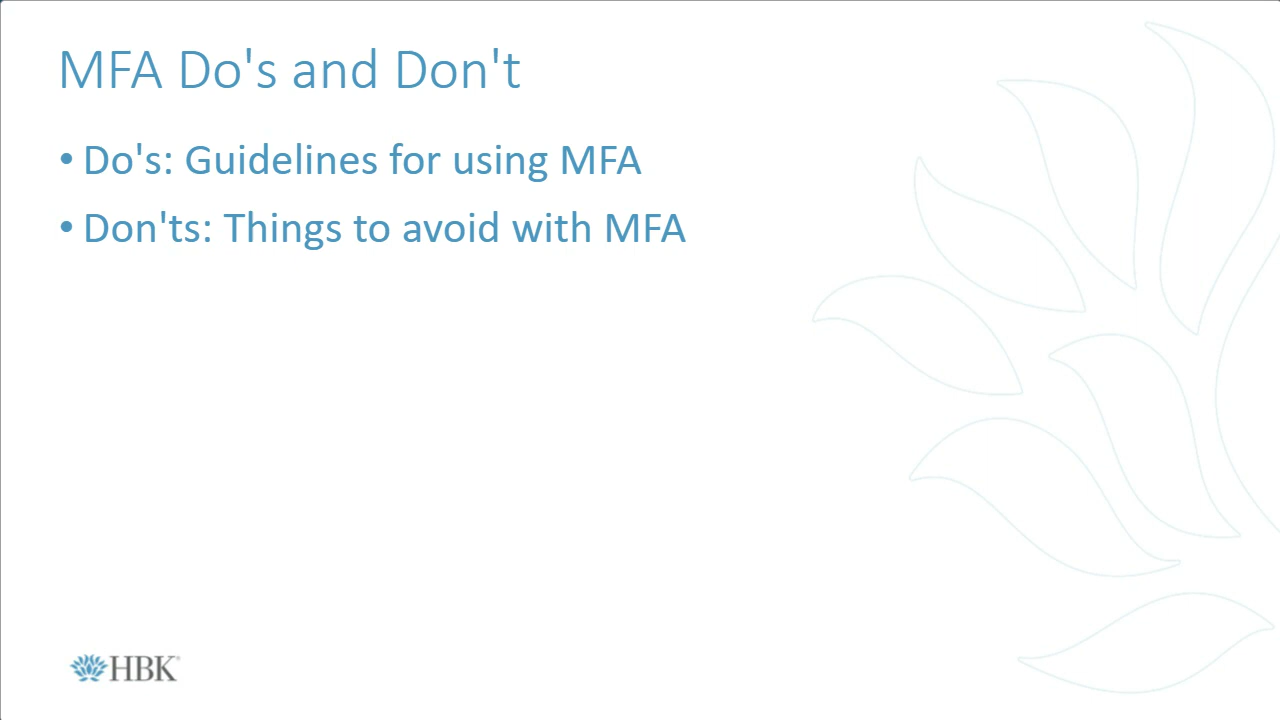 MFA Do's and Don't
• Do's: Guidelines for using MFA
• Don'ts: Things to avoid with MFA
HBK